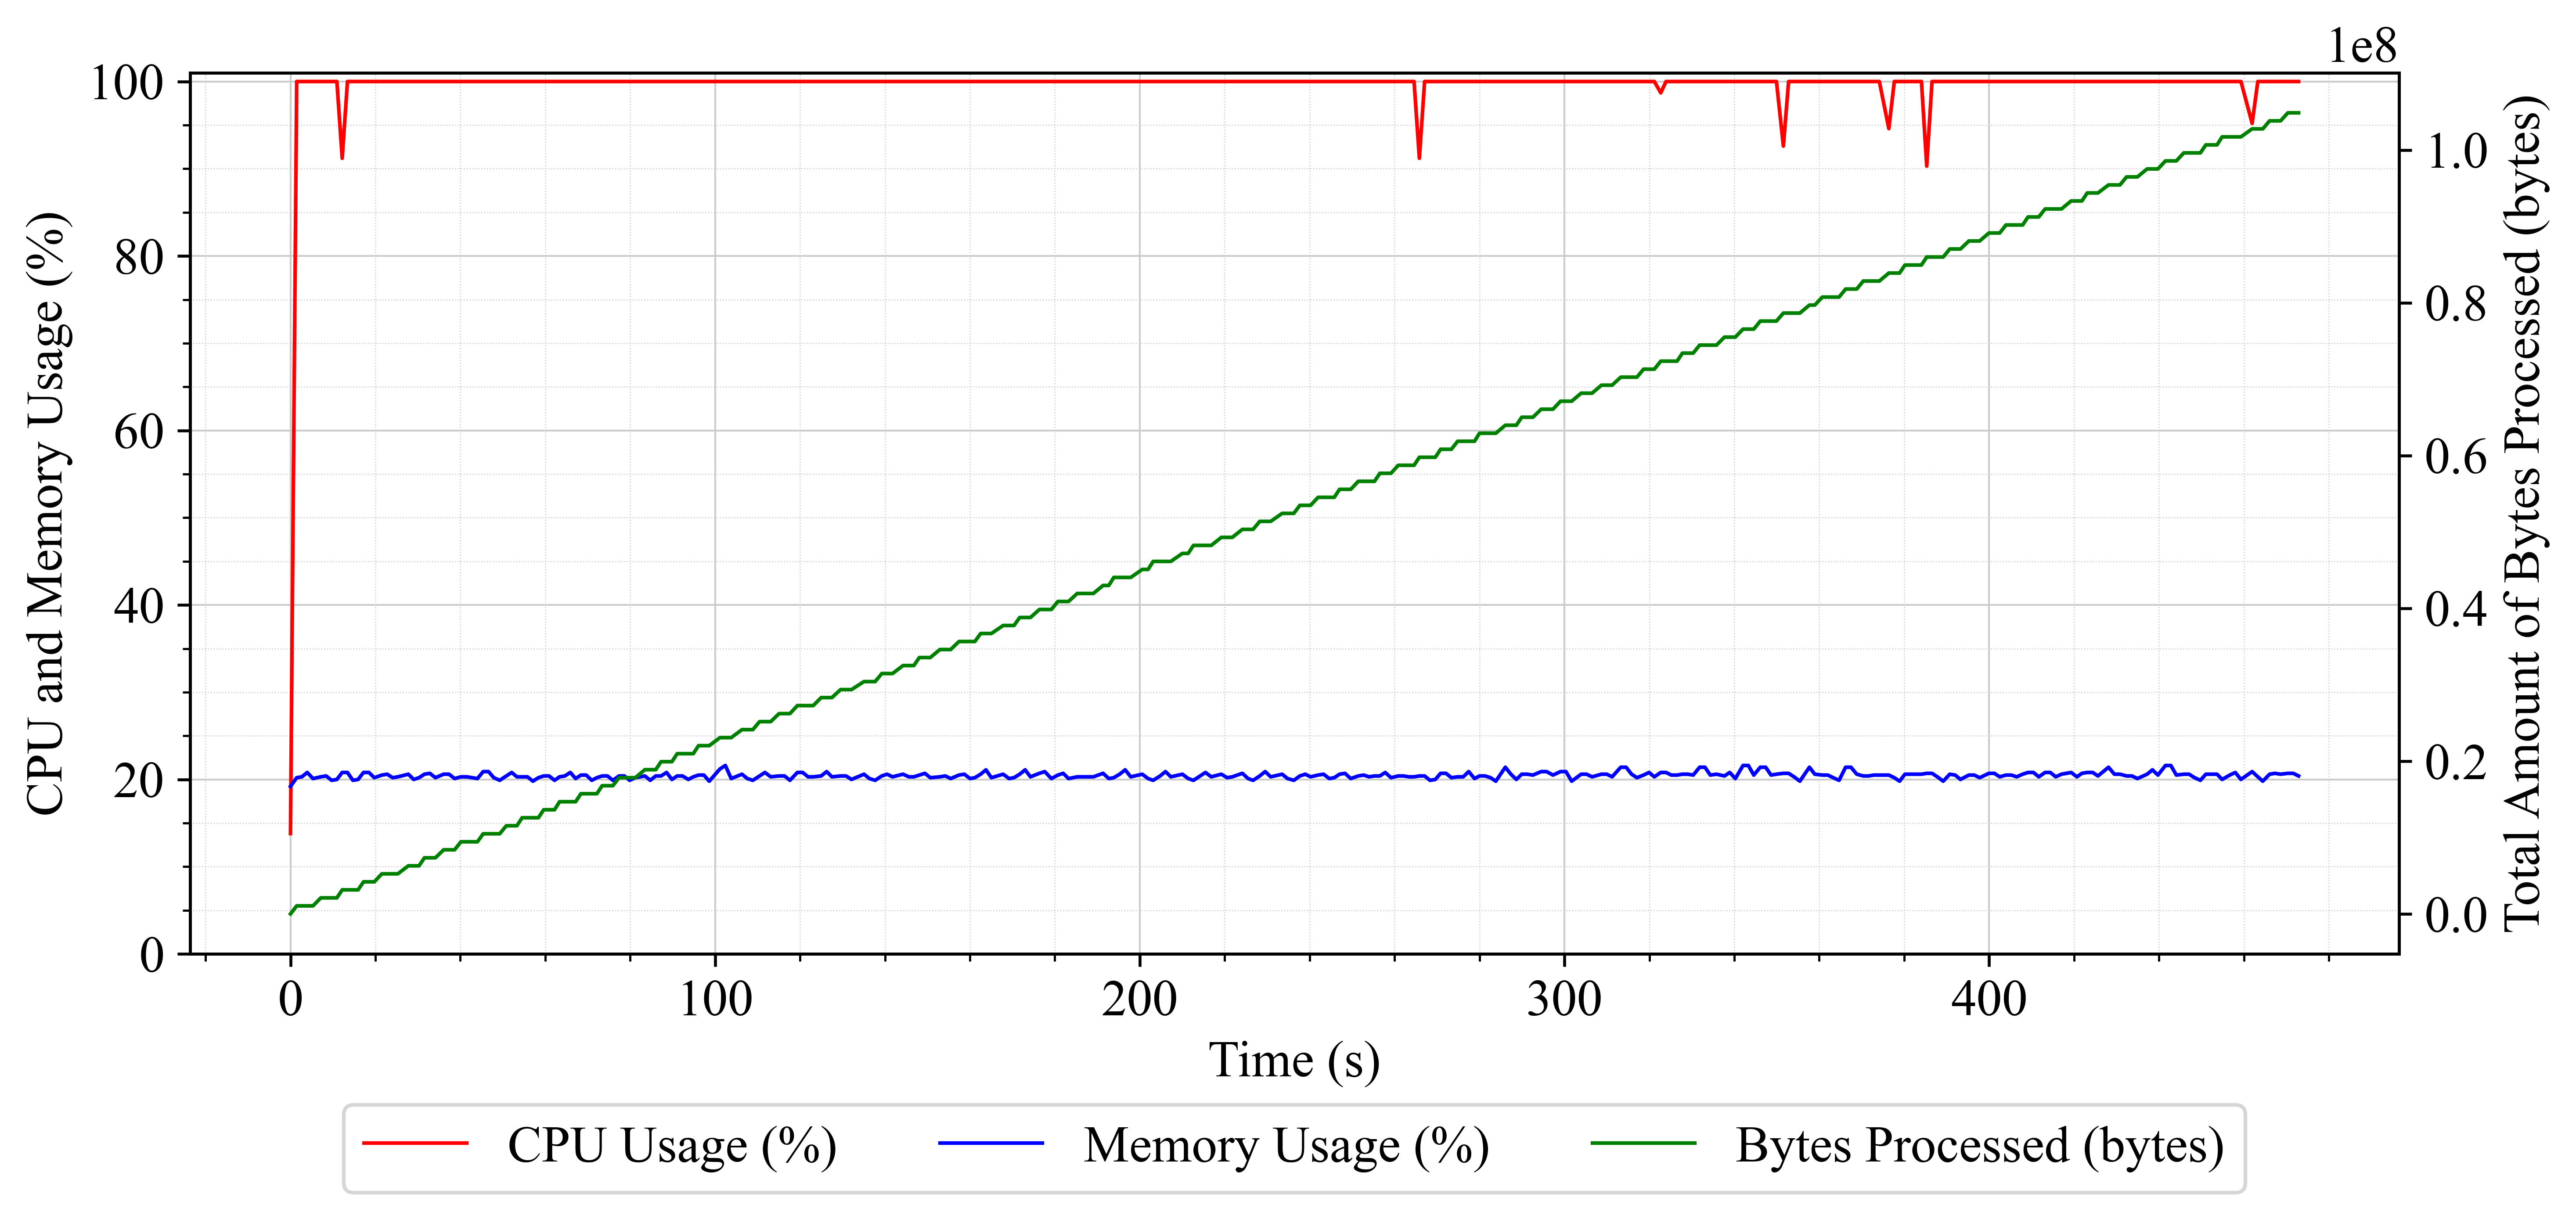 1e8
100
80
60
40
20
0
CPU and Memory Usage (%)
1.0
0.8
0.6
0.4
0.2
0.0
Total Amount of Bytes Processed (bytes)
0 100 200 300 400
Time (s)
CPU Usage (%) Memory Usage (%) Bytes Processed (bytes)